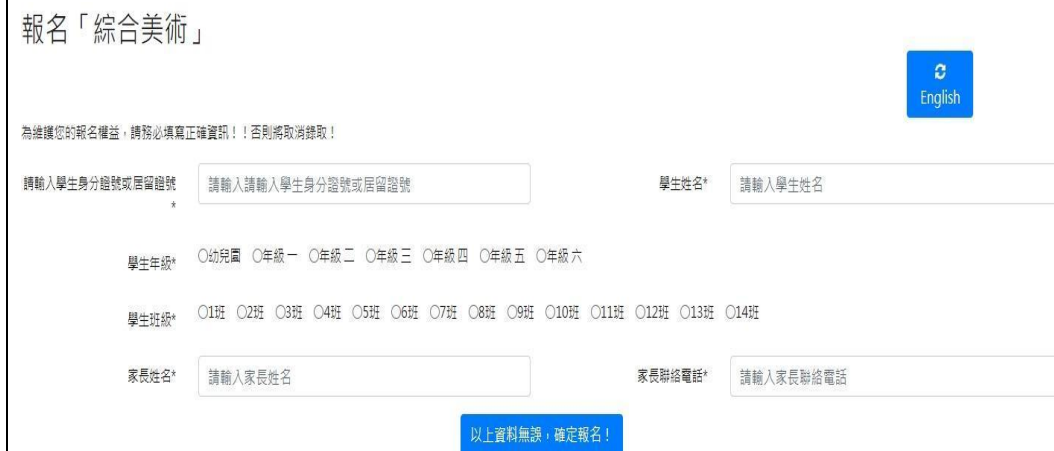 報名「綜合美術」
English
為維護您的報名權益，請務必填寫正確資訊！！否則將取消錄取！
請輸入學生身分證號或居留證號
*
請輸入請輸入學生身分證號或居留證號
學生姓名*
請輸入學生姓名
學生年級*
○幼兒園 ○年級一 ○年級二 ○年級三 ○年級四 ○年級五 ○年級六
學生班級*
○1班 ○2班 ○3班 ○4班 ○5班 ○6班 ○7班 ○8班 ○9班 ○10班 ○11班 ○12班 ○13班 ○14班
家長姓名*
請輸入家長姓名
家長聯絡電話*
請輸入家長聯絡電話
以上資料無誤，確定報名！